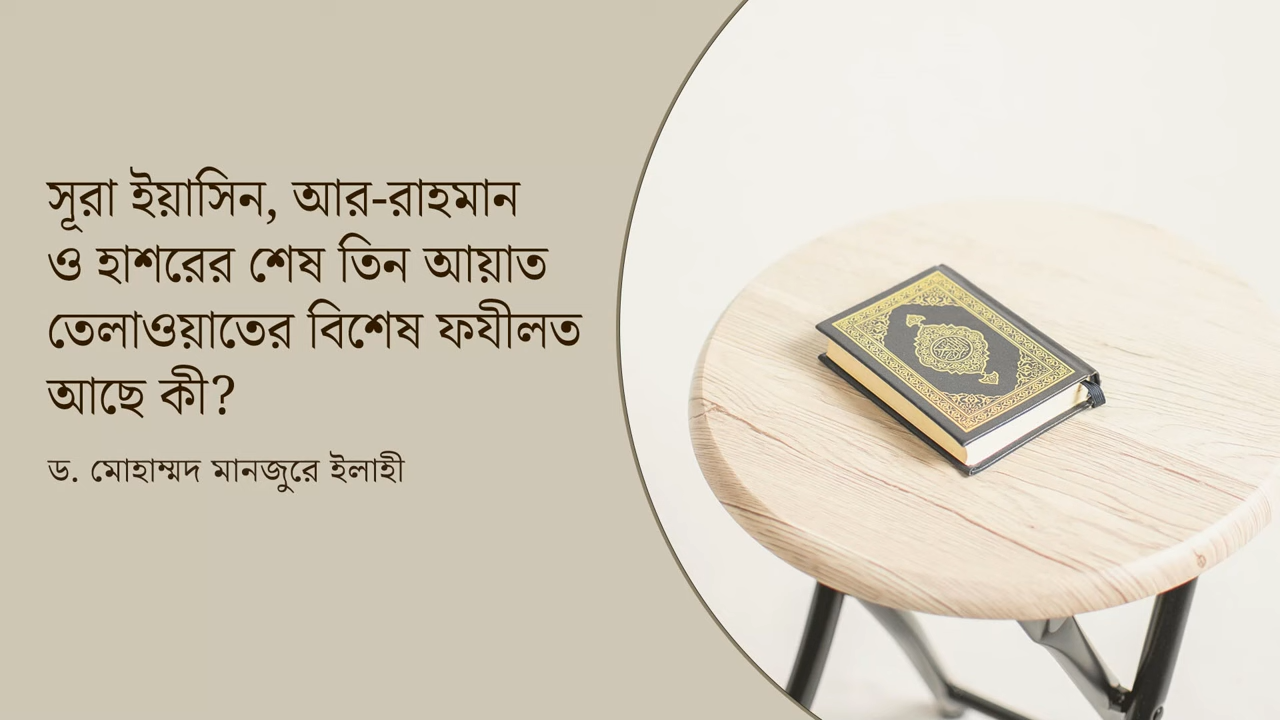 সূরা ইয়াসিন, আর-রাহমান
ও হাশরের শেষ তিন আয়াত
তেলাওয়াতের বিশেষ ফযীলত
আছে কী?
ড. মোহাম্মদ মানজুরে ইলাহী